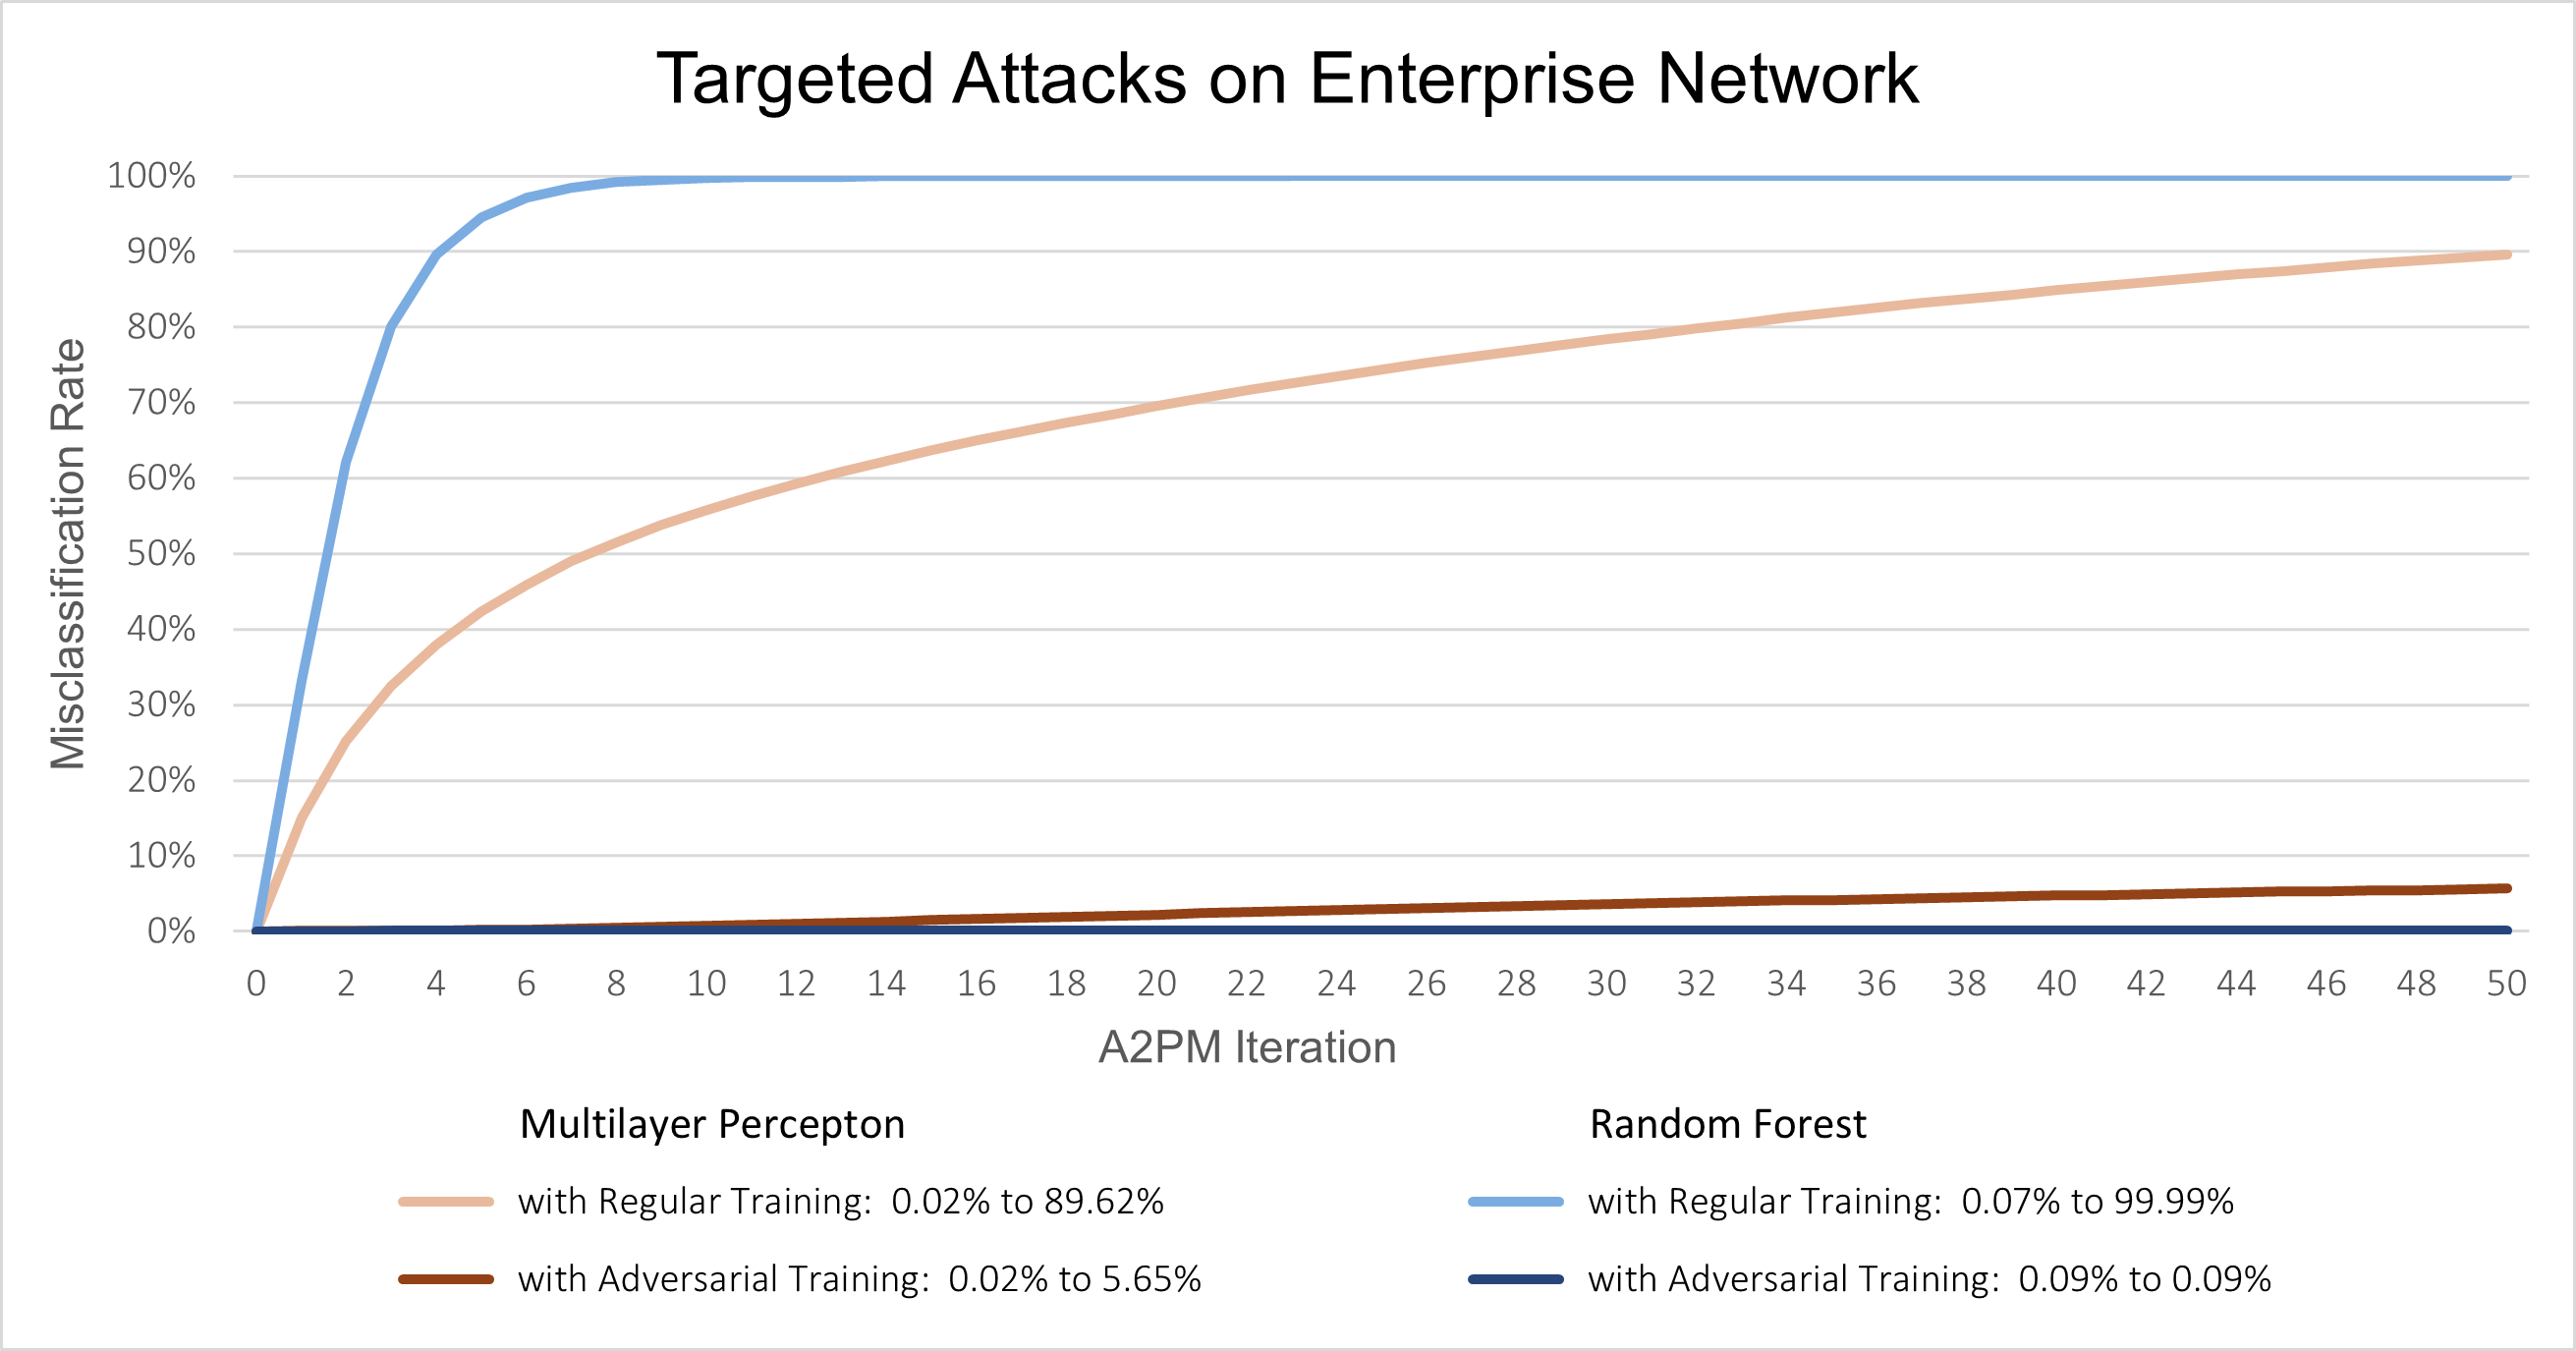 Targeted Attacks on Enterprise Network
Misclassification Rate
100%
90%
80%
70%
60%
50%
40%
30%
20%
10%
0%
0 2 4 6 8 10 12 14 16 18 20 22 24 26 28 30 32 34 36 38 40 42 44 46 48 50
A2PM Iteration
Multilayer Percepton
with Regular Training: 0.02% to 89.62%
with Adversarial Training: 0.02% to 5.65%
Random Forest
with Regular Training: 0.07% to 99.99%
with Adversarial Training: 0.09% to 0.09%